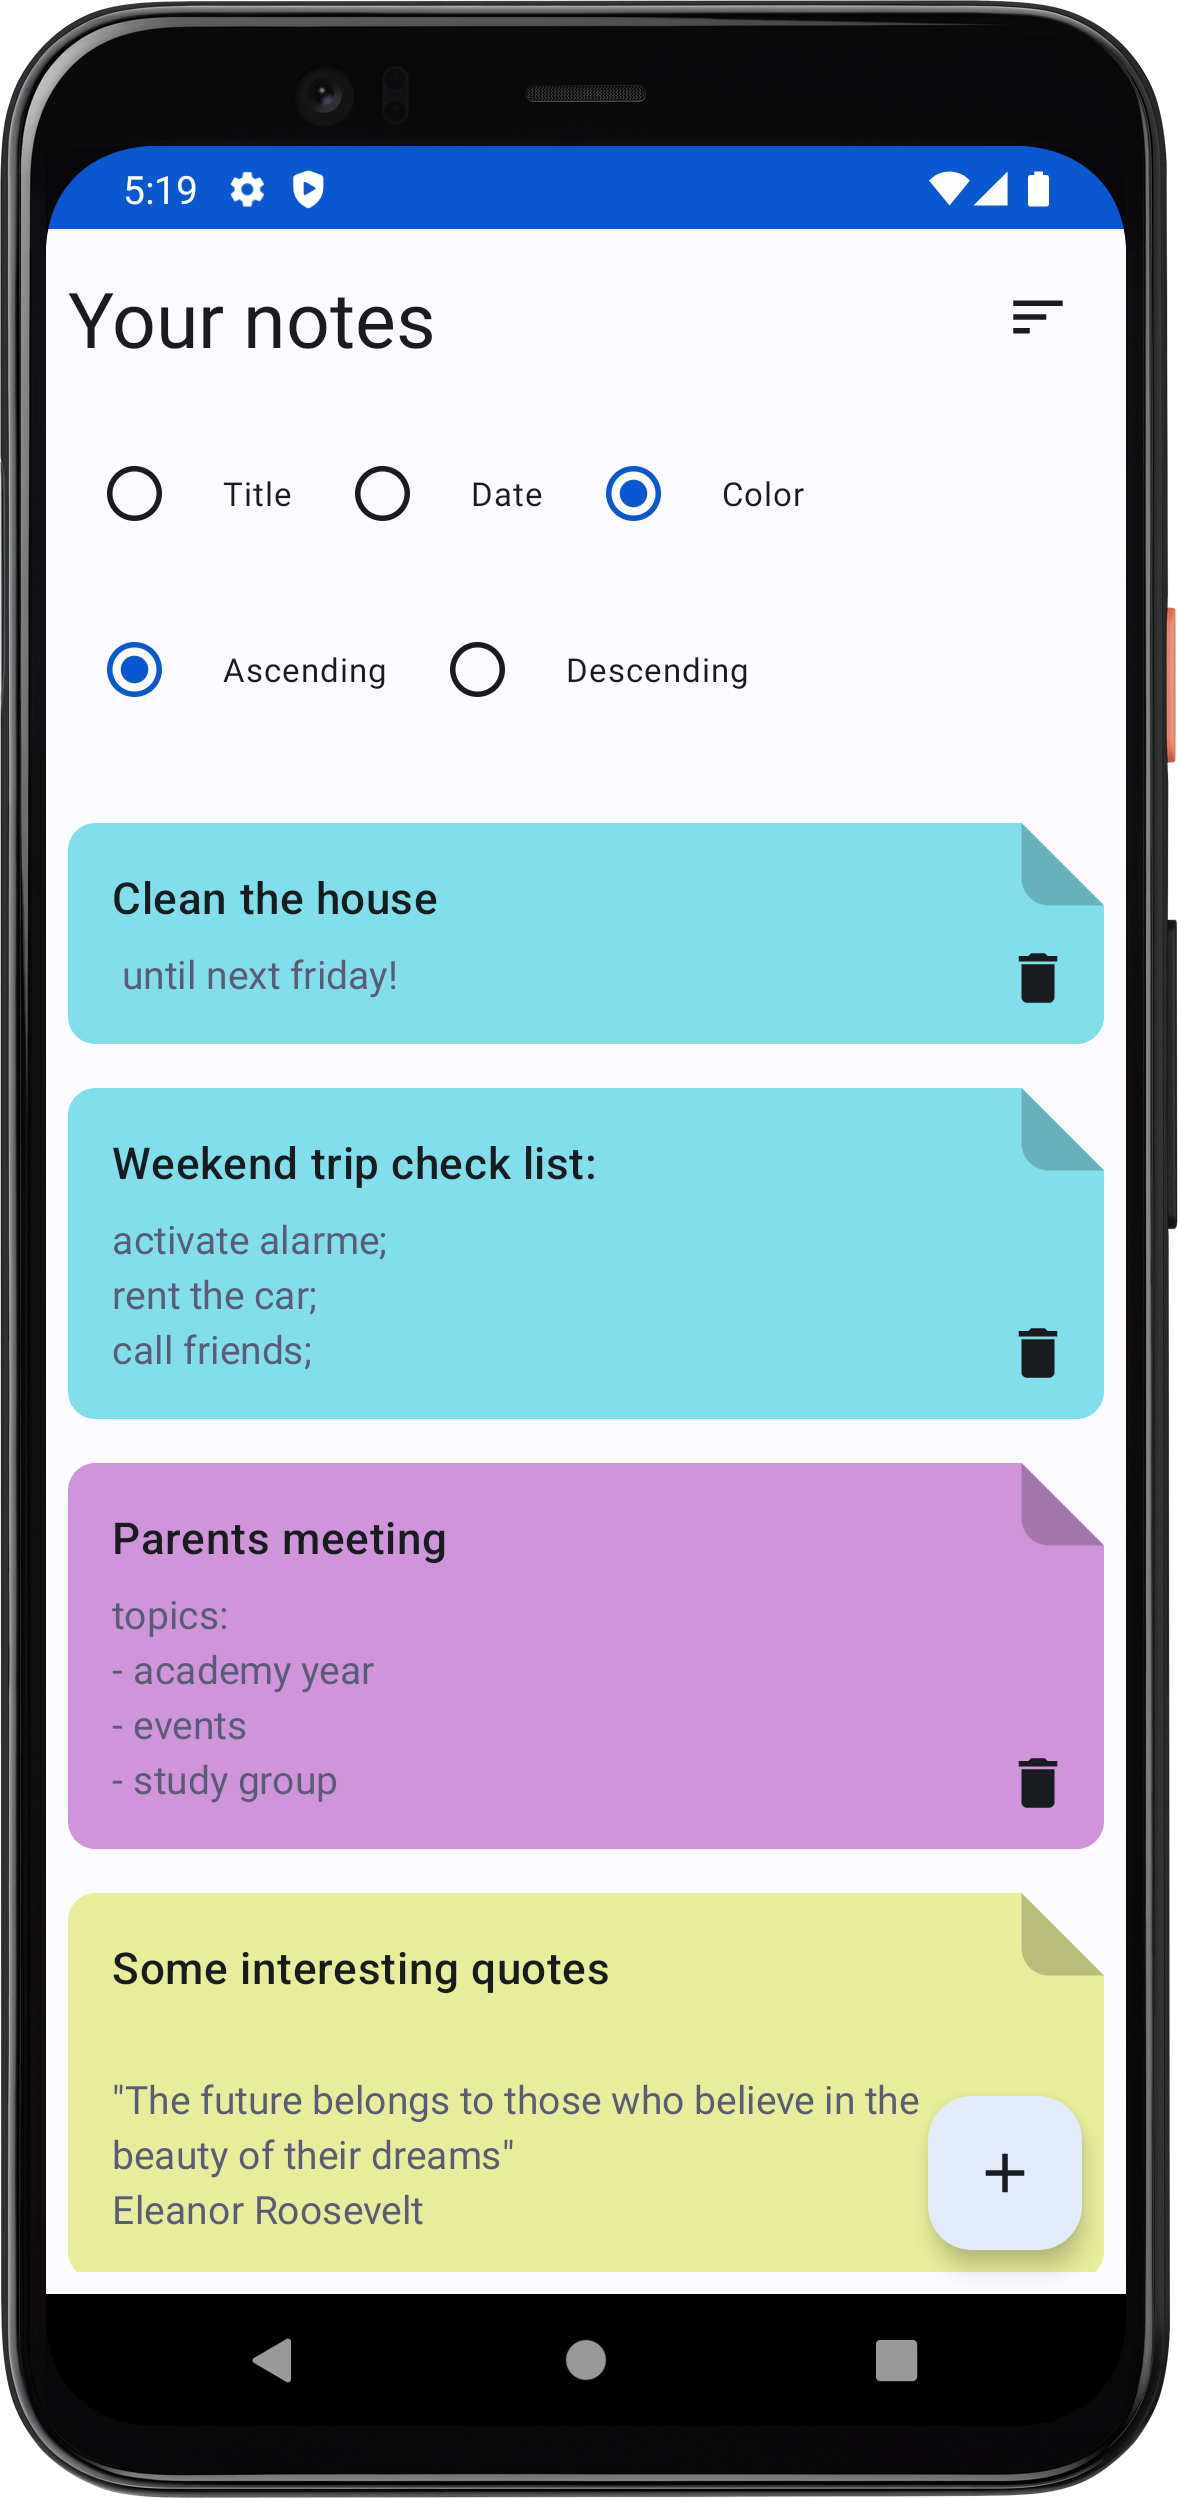 5:19
Your notes
Title Date Color
Ascending Descending
Clean the house
until next friday!
Weekend trip check list:
activate alarme;
rent the car;
call friends;
Parents meeting
topics:
- academy year
- events
- study group
Some interesting quotes
"The future belongs to those who believe in the
beauty of their dreams"
Eleanor Roosevelt